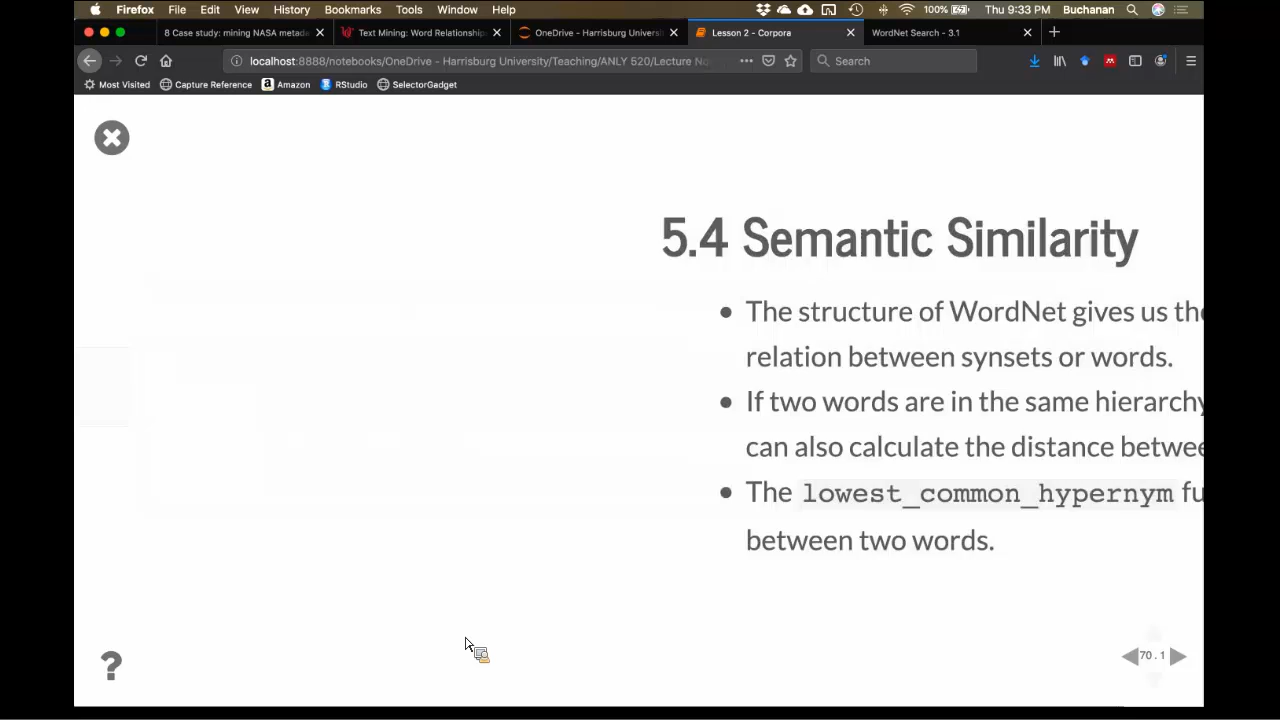 Firefox File Edit View History Bookmarks Tools Window Help 100% Thu 9:33 PM Buchanan
8 Case study: mining NASA metad Text Mining: Word Relationship OneDrive - Harrisburg Universi Lesson 2 - Corpora WordNet Search - 3.1
localhost:8888/notebooks/OneDrive - Harrisburg University/Teaching/ANLY 520/Lecture No Search
Most Visited Capture Reference Amazon RStudio SelectorGadget
5.4 Semantic Similarity
• The structure of WordNet gives us the
relation between synsets or words.
• If two words are in the same hierarchy
can also calculate the distance betwee
• The lowest_common_hypernym fu
between two words.
?
70.1